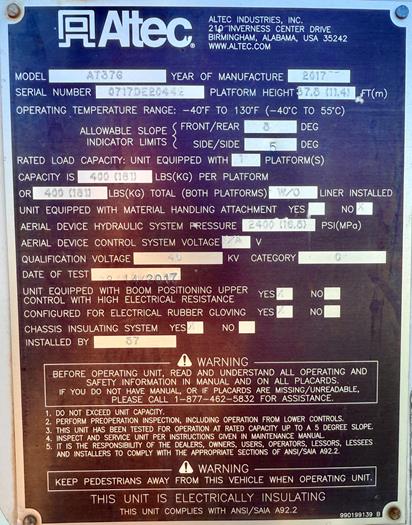 Altec.
ALTEC INDUSTRIES, INC.
210 INVERNESS CENTER DRIVE
BIRMINGHAM, ALABAMA, USA 35242
WWW.ALTEC.COM
MODEL AT37G YEAR OF MANUFACTURE 2017
SERIAL NUMBER 0717DE20442 PLATFORM HEIGHT 37.5 (11.4) FT(m)
OPERATING TEMPERATURE RANGE: -40°F TO 130°F (-40°C TO 55°C)
ALLOWABLE SLOPE INDICATOR LIMITS
FRONT/REAR 5 DEG
SIDE/SIDE 5 DEG
RATED LOAD CAPACITY: UNIT EQUIPPED WITH 1 PLATFORM(S)
CAPACITY IS 400 (181) LBS(KG) PER PLATFORM
OR 400 (181) LBS(KG) TOTAL (BOTH PLATFORMS) W/O LINER INSTALLED
UNIT EQUIPPED WITH MATERIAL HANDLING ATTACHMENT YES NO X
AERIAL DEVICE HYDRAULIC SYSTEM PRESSURE 2400 (16.5) PSI(MPa)
AERIAL DEVICE CONTROL SYSTEM VOLTAGE N/A V
QUALIFICATION VOLTAGE 46 KV CATEGORY C
DATE OF TEST 2017
UNIT EQUIPPED WITH BOOM POSITIONING UPPER
CONTROL WITH HIGH ELECTRICAL RESISTANCE YES X NO
CONFIGURED FOR ELECTRICAL RUBBER GLOVING YES X NO
CHASSIS INSULATING SYSTEM YES X NO
INSTALLED BY 57
WARNING
BEFORE OPERATING UNIT, READ AND UNDERSTAND ALL OPERATING AND
SAFETY INFORMATION IN MANUAL AND ON ALL PLACARDS.
IF YOU DO NOT HAVE MANUAL, OR IF PLACARDS ARE MISSING/UNREADABLE,
PLEASE CALL 1-877-462-5832 FOR ASSISTANCE.
1. DO NOT EXCEED UNIT CAPACITY.
2. PERFORM PREOPERATION INSPECTION, INCLUDING OPERATION FROM LOWER CONTROLS.
3. THIS UNIT HAS BEEN TESTED FOR OPERATION AT RATED CAPACITY UP TO A 5 DEGREE SLOPE.
4. INSPECT AND SERVICE UNIT PER INSTRUCTIONS GIVEN IN MAINTENANCE MANUAL.
5. IT IS THE RESPONSIBILITY OF THE DEALERS, OWNERS, USERS, OPERATORS, LESSORS, LESSEES
AND INSTALLERS TO COMPLY WITH THE APPROPRIATE SECTIONS OF ANSI/SAIA A92.2.
WARNING
KEEP PEDESTRIANS AWAY FROM THIS VEHICLE WHEN OPERATING UNIT.
THIS UNIT IS ELECTRICALLY INSULATING
THIS UNIT COMPLIES WITH ANSI/SAIA A92.2
990199139 B